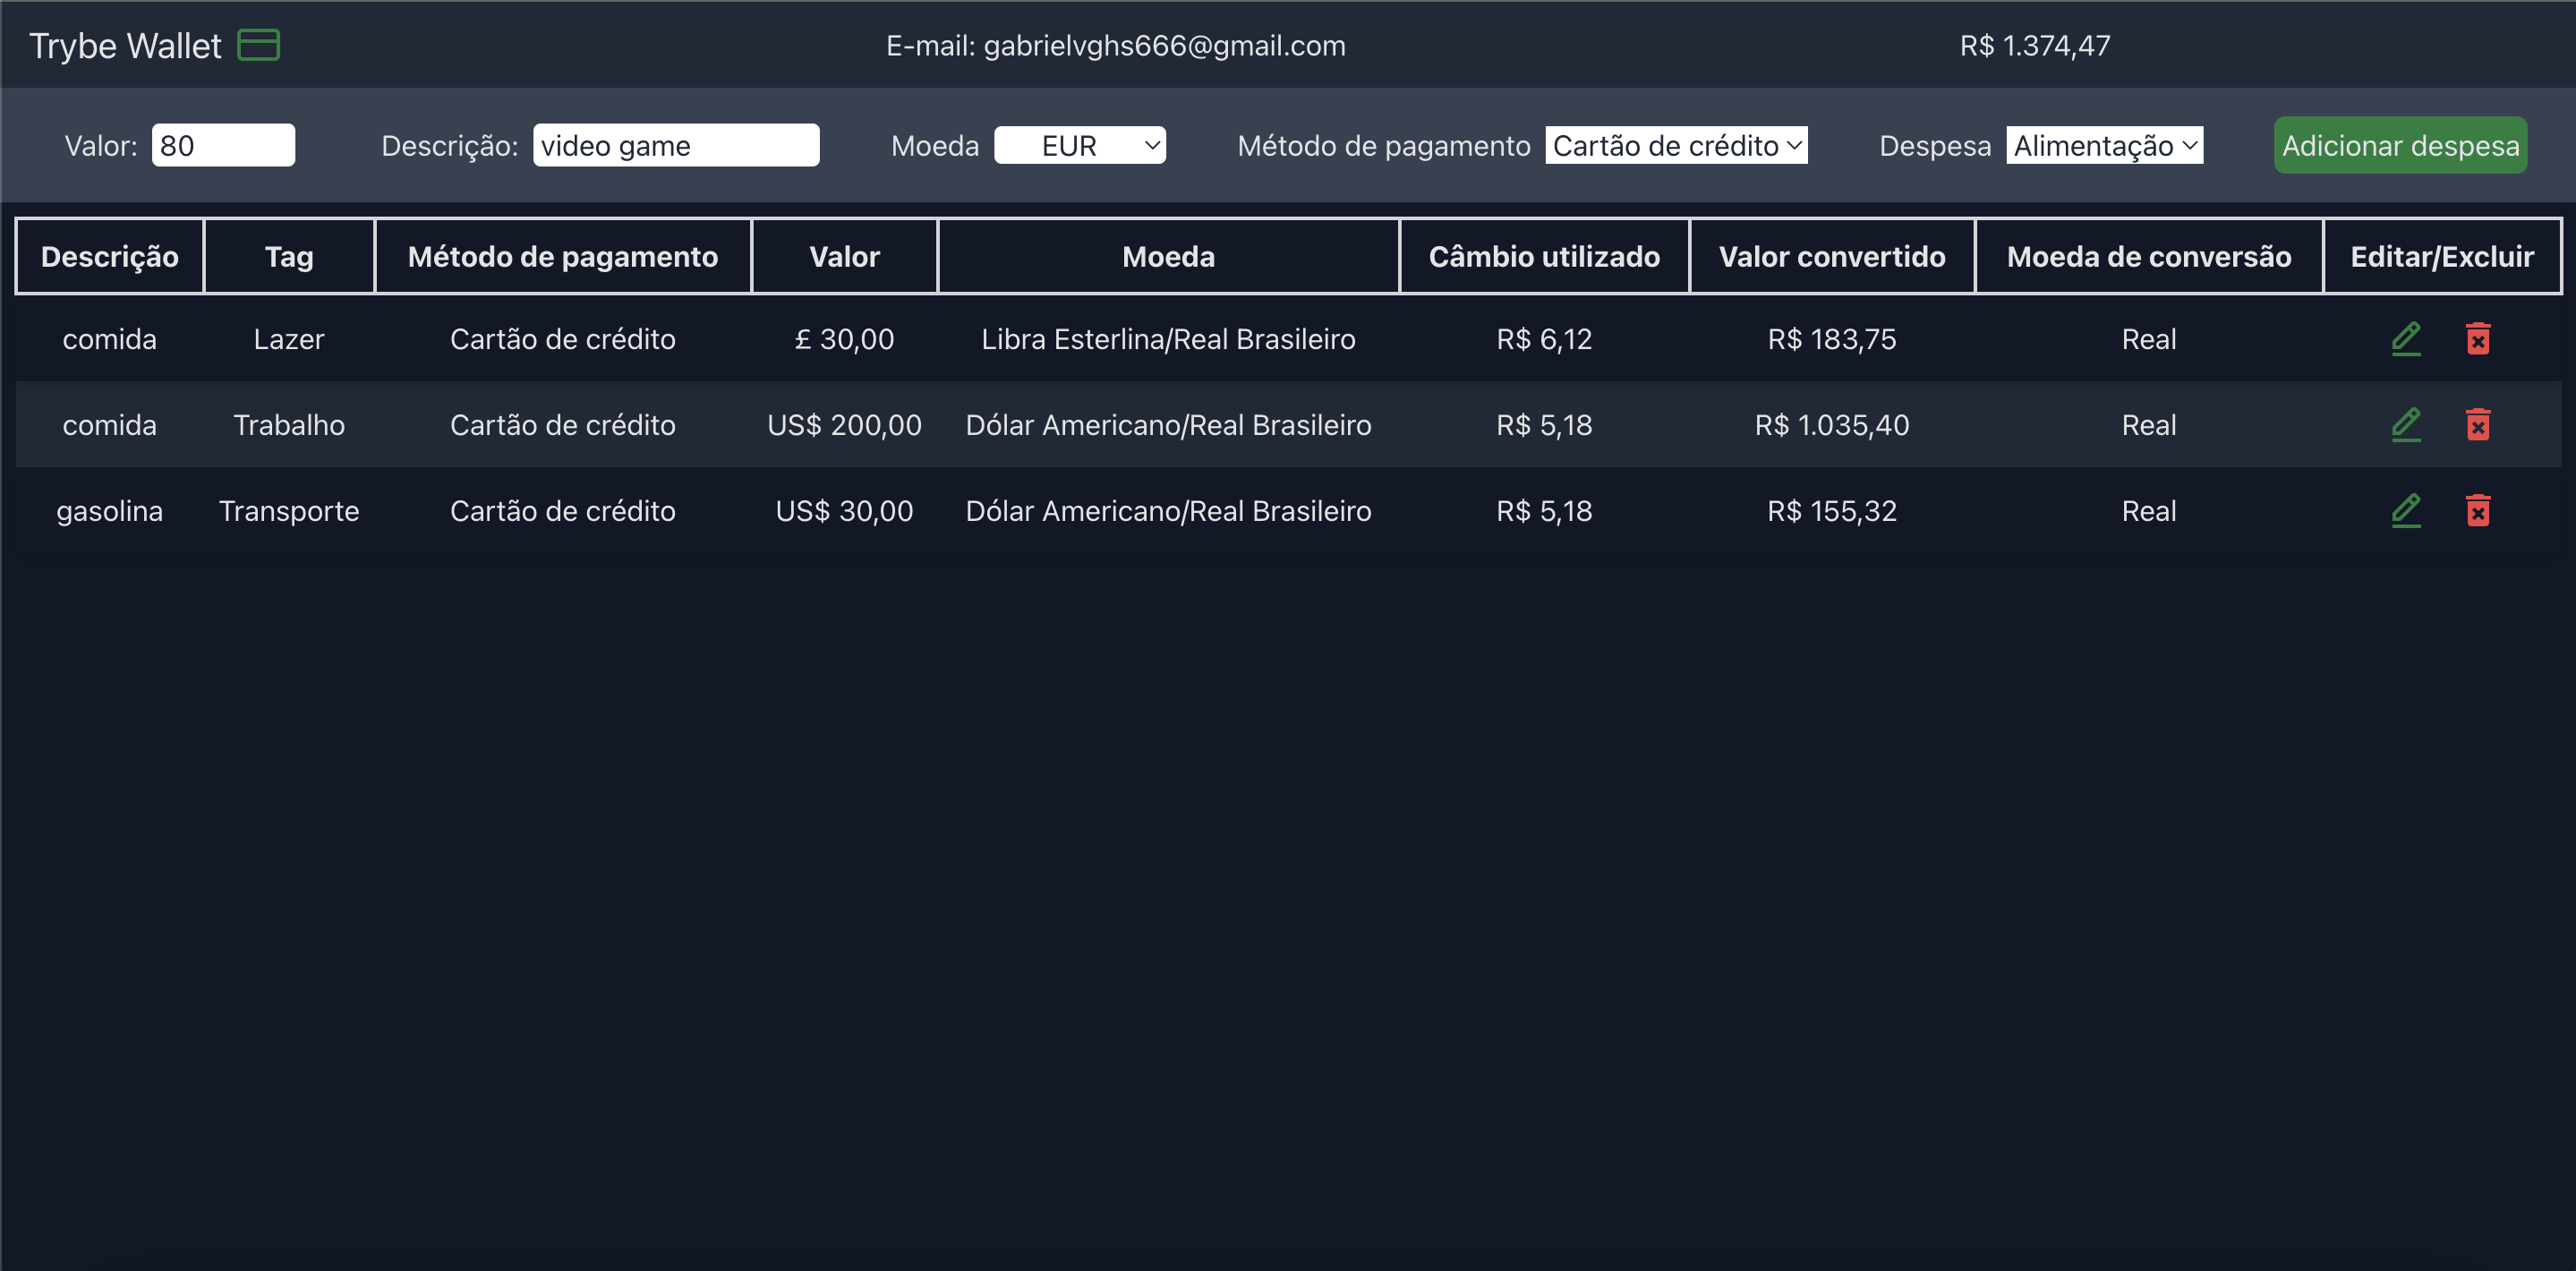 Trybe Wallet E-mail: gabrielvghs666@gmail.com R$ 1.374,47
Valor: 80 Descrição: video game Moeda EUR Método de pagamento Cartão de crédito Despesa Alimentação Adicionar despesa
Descrição Tag Método de pagamento Valor Moeda Câmbio utilizado Valor convertido Moeda de conversão Editar/Excluir
comida Lazer Cartão de crédito £ 30,00 Libra Esterlina/Real Brasileiro R$ 6,12 R$ 183,75 Real
comida Trabalho Cartão de crédito US$ 200,00 Dólar Americano/Real Brasileiro R$ 5,18 R$ 1.035,40 Real
gasolina Transporte Cartão de crédito US$ 30,00 Dólar Americano/Real Brasileiro R$ 5,18 R$ 155,32 Real